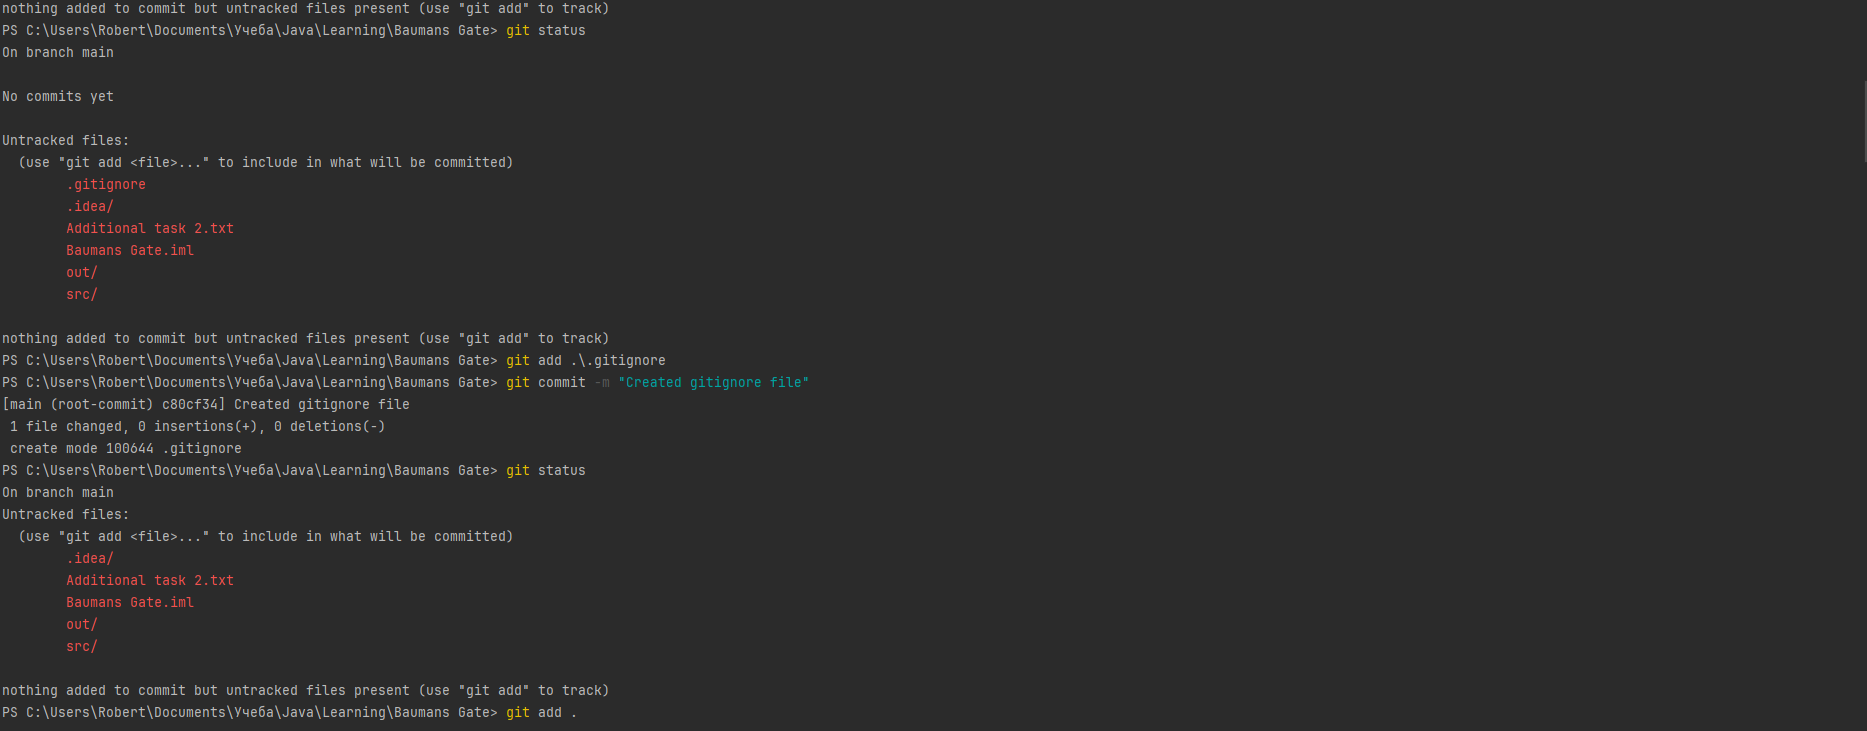 nothing added to commit but untracked files present (use "git add" to track)
PS C:\Users\Robert\Documents\Учеба\Java\Learning\Baumans Gate> git status
On branch main
No commits yet
Untracked files:
  (use "git add <file>..." to include in what will be committed)
        .gitignore
        .idea/
        Additional task 2.txt
        Baumans Gate.iml
        out/
        src/
nothing added to commit but untracked files present (use "git add" to track)
PS C:\Users\Robert\Documents\Учеба\Java\Learning\Baumans Gate> git add .\.gitignore
PS C:\Users\Robert\Documents\Учеба\Java\Learning\Baumans Gate> git commit -m "Created gitignore file"
[main (root-commit) c80cf34] Created gitignore file
 1 file changed, 0 insertions(+), 0 deletions(-)
 create mode 100644 .gitignore
PS C:\Users\Robert\Documents\Учеба\Java\Learning\Baumans Gate> git status
On branch main
Untracked files:
  (use "git add <file>..." to include in what will be committed)
        .idea/
        Additional task 2.txt
        Baumans Gate.iml
        out/
        src/
nothing added to commit but untracked files present (use "git add" to track)
PS C:\Users\Robert\Documents\Учеба\Java\Learning\Baumans Gate> git add .